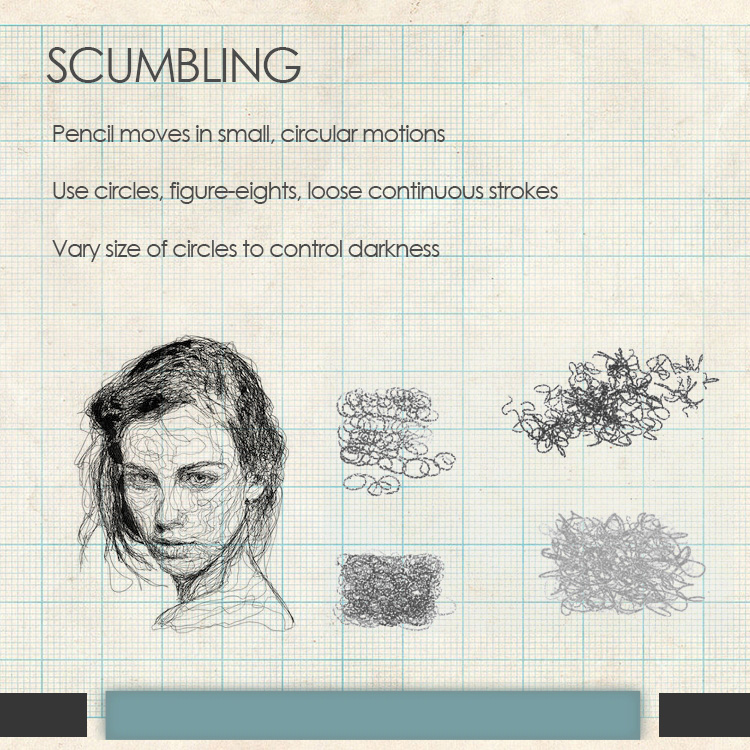 SCUMBLING
Pencil moves in small, circular motions
Use circles, figure-eights, loose continuous strokes
Vary size of circles to control darkness